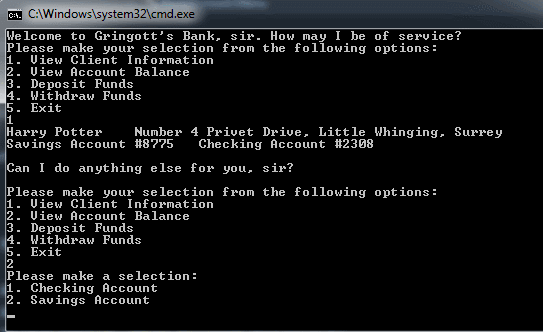 C:\Windows\system32\cmd.exe
Welcome to Gringott's Bank, sir. How may I be of service?
Please make your selection from the following options:
1. View Client Information
2. View Account Balance
3. Deposit Funds
4. Withdraw Funds
5. Exit
1
Harry Potter    Number 4 Privet Drive, Little Whinging, Surrey
Savings Account #8775   Checking Account #2308
Can I do anything else for you, sir?
Please make your selection from the following options:
1. View Client Information
2. View Account Balance
3. Deposit Funds
4. Withdraw Funds
5. Exit
2
Please make a selection:
1. Checking Account
2. Savings Account